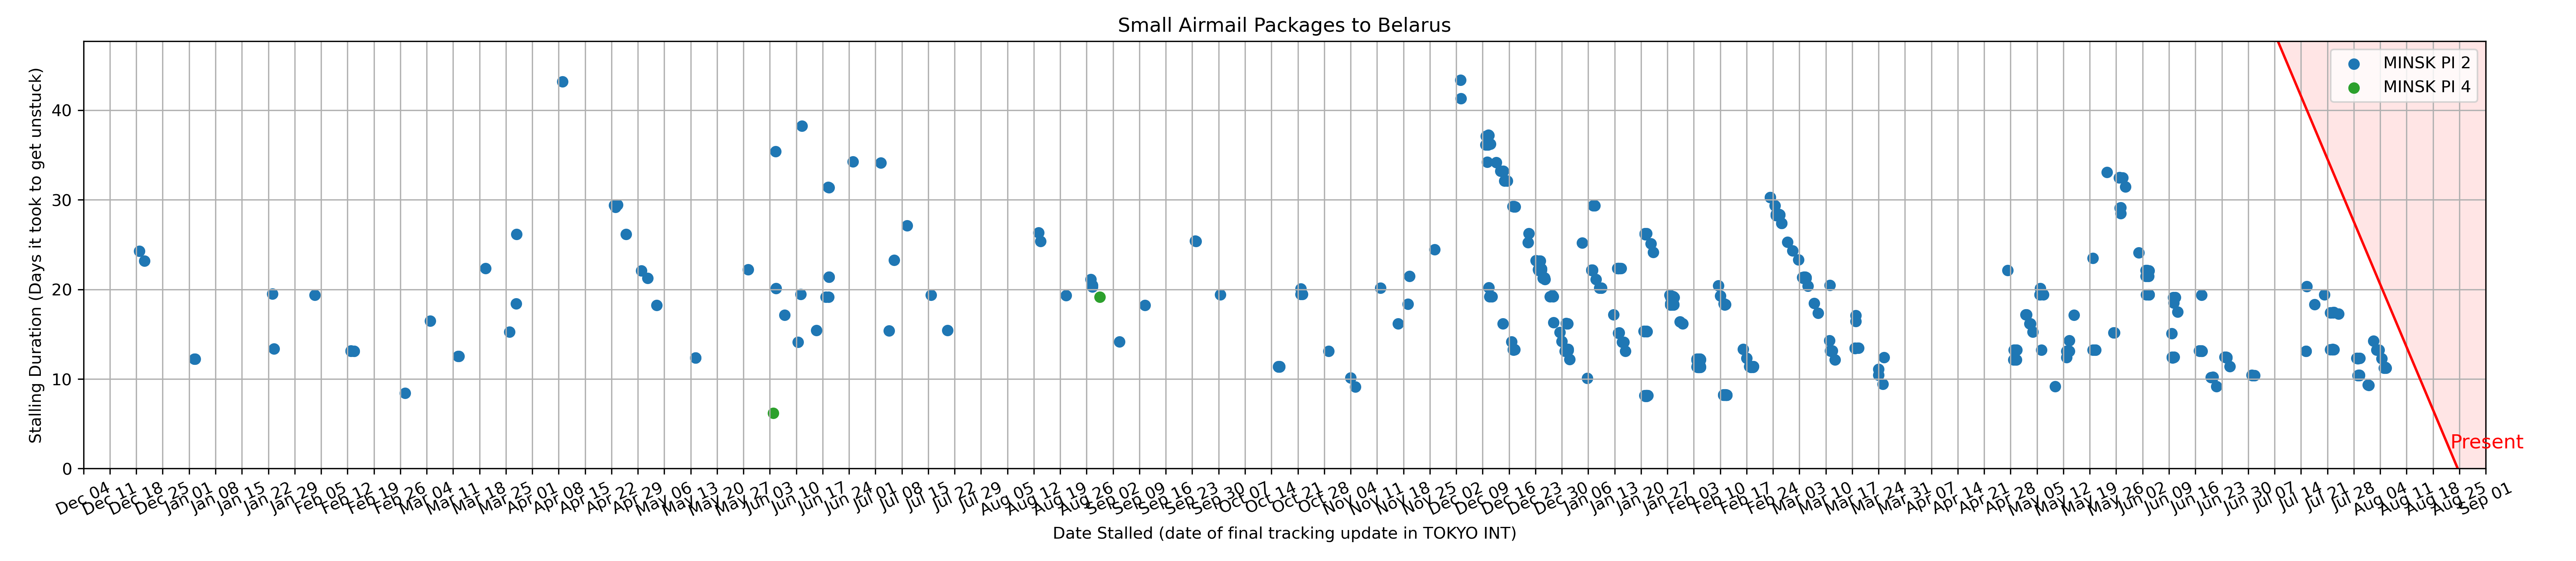 Small Airmail Packages to Belarus
Stalling Duration (Days it took to get unstuck)
40
30
20
10
0
MINSK PI 2
MINSK PI 4
Present
Dec 04 Dec 11 Dec 18 Dec 25 Jan 01 Jan 08 Jan 15 Jan 22 Jan 29 Feb 05 Feb 12 Feb 19 Feb 26 Mar 04 Mar 11 Mar 18 Mar 25 Apr 01 Apr 08 Apr 15 Apr 22 Apr 29 May 06 May 13 May 20 May 27 Jun 03 Jun 10 Jun 17 Jun 24 Jul 01 Jul 08 Jul 15 Jul 22 Jul 29 Aug 05 Aug 12 Aug 19 Aug 26 Sep 02 Sep 09 Sep 16 Sep 23 Sep 30 Oct 07 Oct 14 Oct 21 Oct 28 Nov 04 Nov 11 Nov 18 Nov 25 Dec 02 Dec 09 Dec 16 Dec 23 Dec 30 Jan 06 Jan 13 Jan 20 Jan 27 Feb 03 Feb 10 Feb 17 Feb 24 Mar 03 Mar 10 Mar 17 Mar 24 Mar 31 Apr 07 Apr 14 Apr 21 Apr 28 May 05 May 12 May 19 May 26 Jun 02 Jun 09 Jun 16 Jun 23 Jun 30 Jul 07 Jul 14 Jul 21 Jul 28 Aug 04 Aug 11 Aug 18 Aug 25 Sep 01
Date Stalled (date of final tracking update in TOKYO INT)